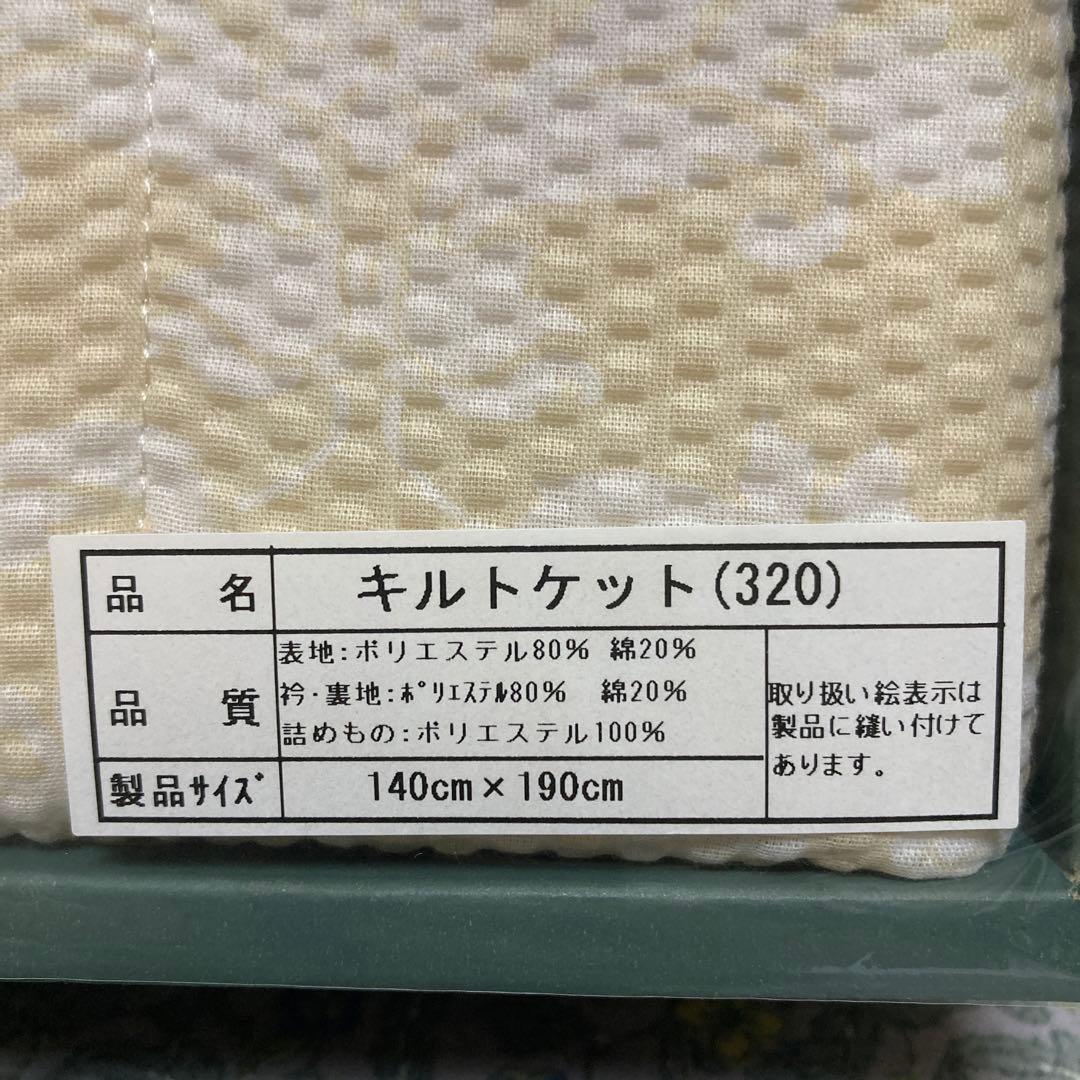 品 名 キルトケット(320)
品 質
表地:ポリエステル80% 綿20%
衿・裏地:ﾎﾟﾘｴｽﾃﾙ80% 綿20%
詰めもの:ポリエステル100%
取り扱い絵表示は
製品に縫い付けて
あります。
製品サイズ 140cm×190cm